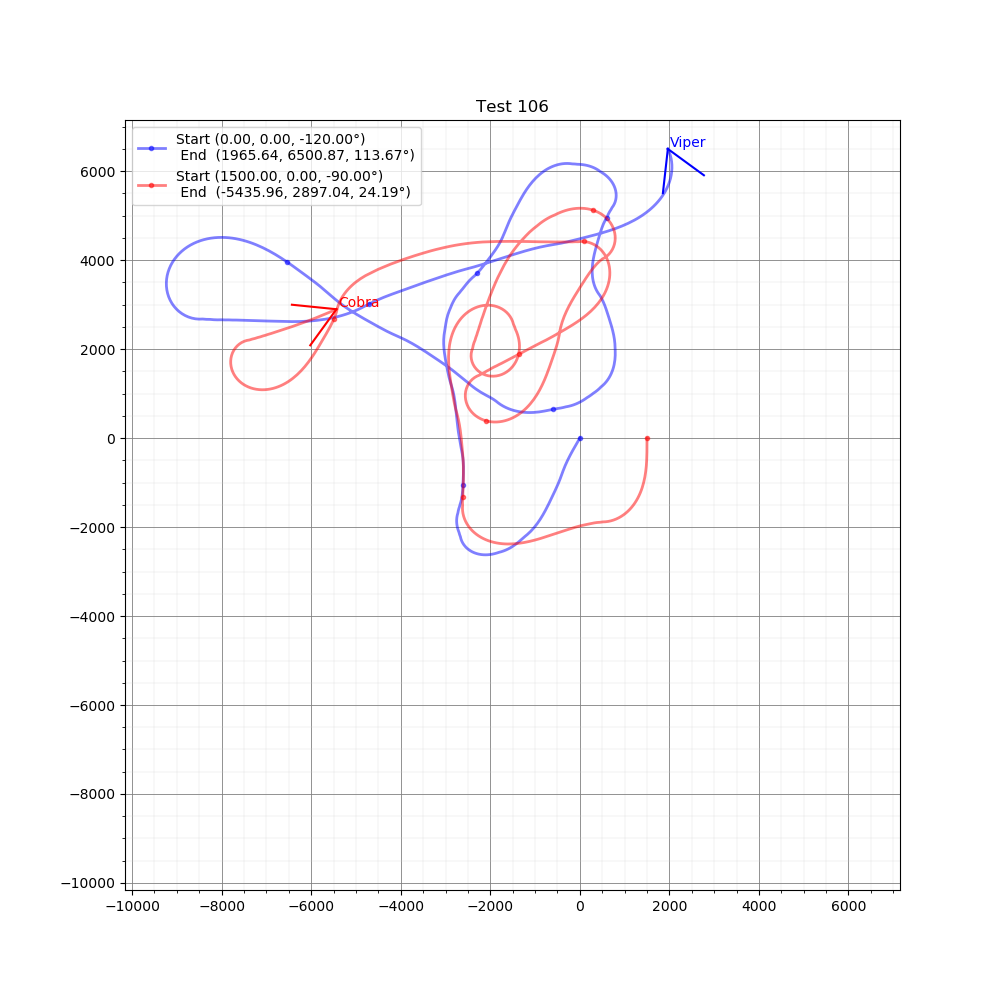 Test 106
Start (0.00, 0.00, -120.00°)
End (1965.64, 6500.87, 113.67°)
Start (1500.00, 0.00, -90.00°)
End (-5435.96, 2897.04, 24.19°)
Viper
Cobra
6000
4000
2000
0
−2000
−4000
−6000
−8000
−10000
−10000 −8000 −6000 −4000 −2000 0 2000 4000 6000